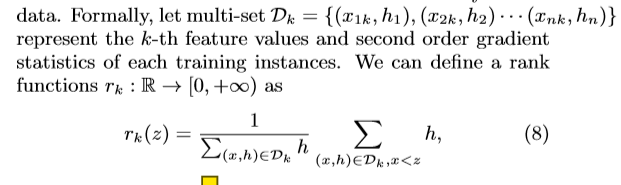 data. Formally, let multi-set 𝒟ₖ = {(x₁ₖ, h₁), (x₂ₖ, h₂) ··· (xₙₖ, hₙ)}
represent the k-th feature values and second order gradient
statistics of each training instances. We can define a rank
functions rₖ : ℝ → [0, +∞) as
rₖ(z) = 1 / ∑_{(x,h)∈𝒟ₖ} h ∑_{(x,h)∈𝒟ₖ, x<z} h, (8)